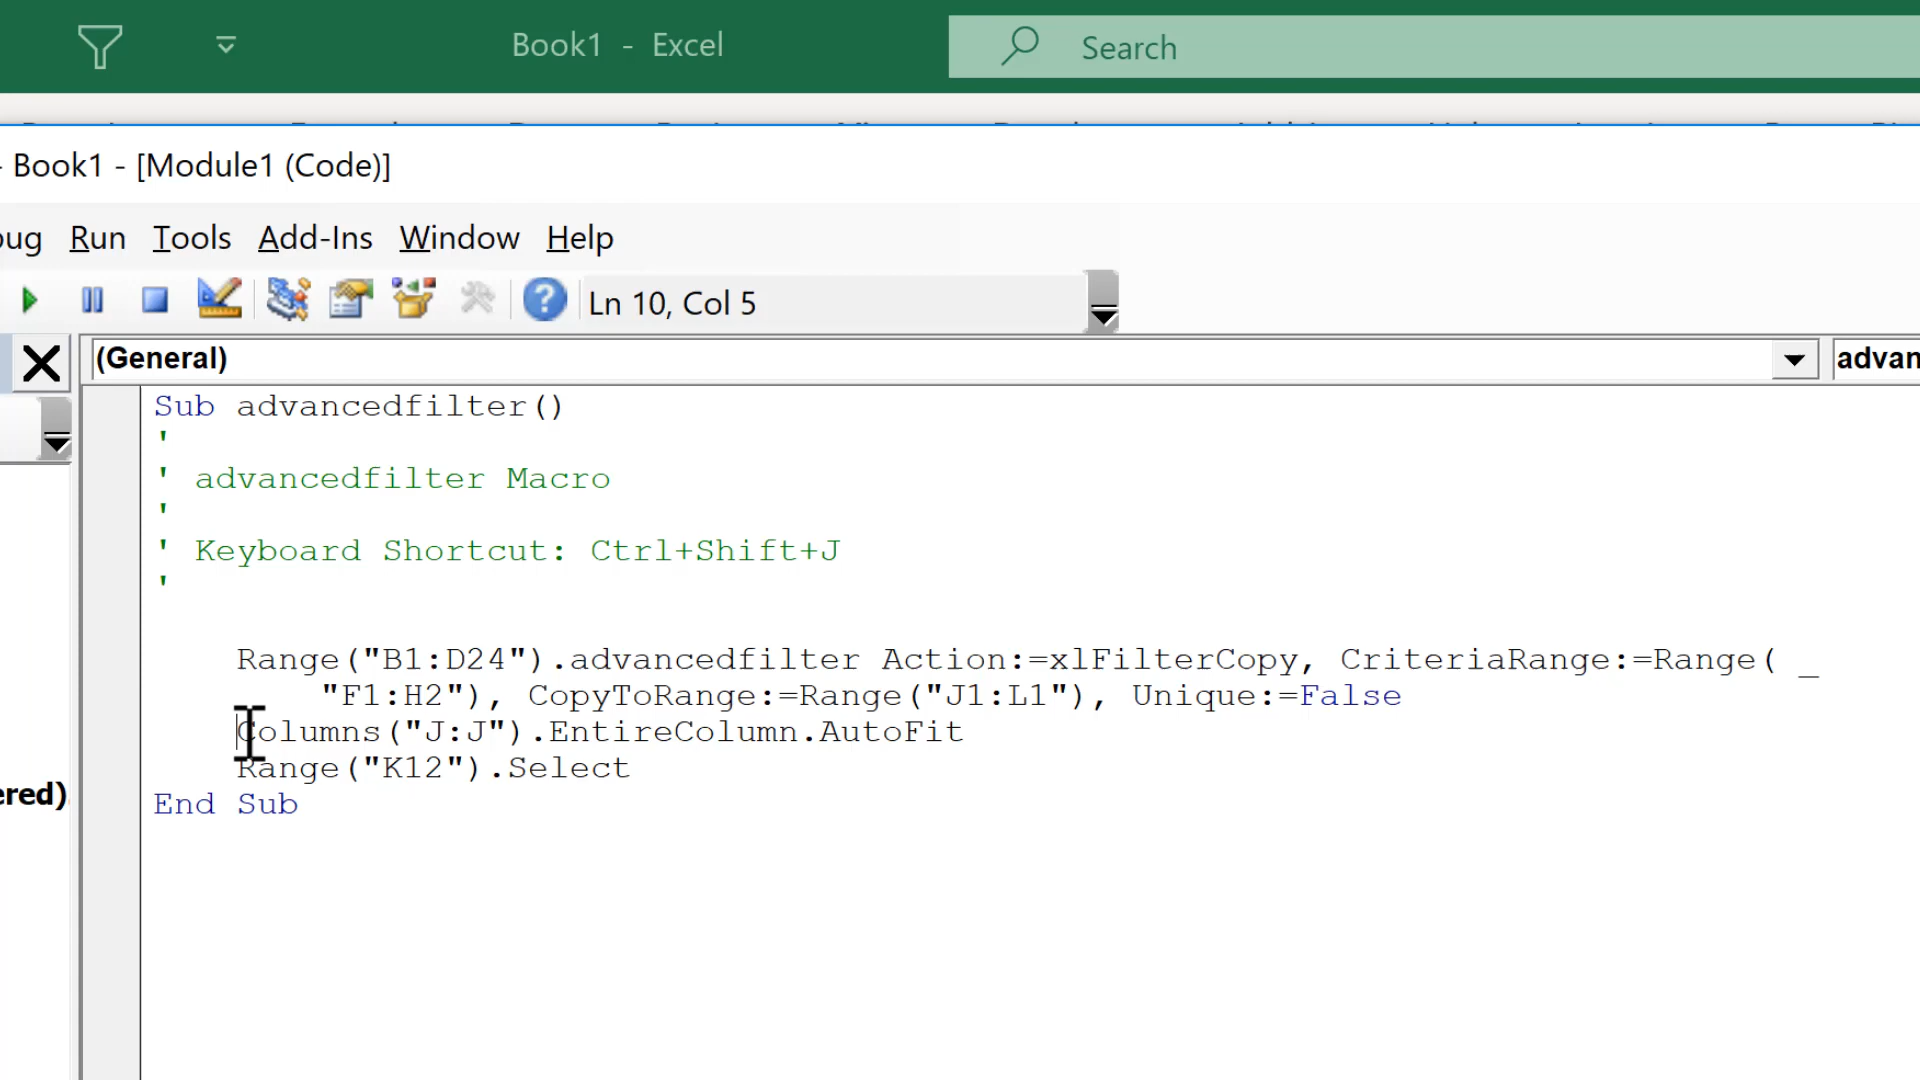 Book1 - Excel
Search
- Book1 - [Module1 (Code)]
ug Run Tools Add-Ins Window Help
Ln 10, Col 5
(General)
advan
Sub advancedfilter()
'
' advancedfilter Macro
'
' Keyboard Shortcut: Ctrl+Shift+J
'
Range("B1:D24").advancedfilter Action:=xlFilterCopy, CriteriaRange:=Range( _
"F1:H2"), CopyToRange:=Range("J1:L1"), Unique:=False
Columns("J:J").EntireColumn.AutoFit
Range("K12").Select
ered)
End Sub